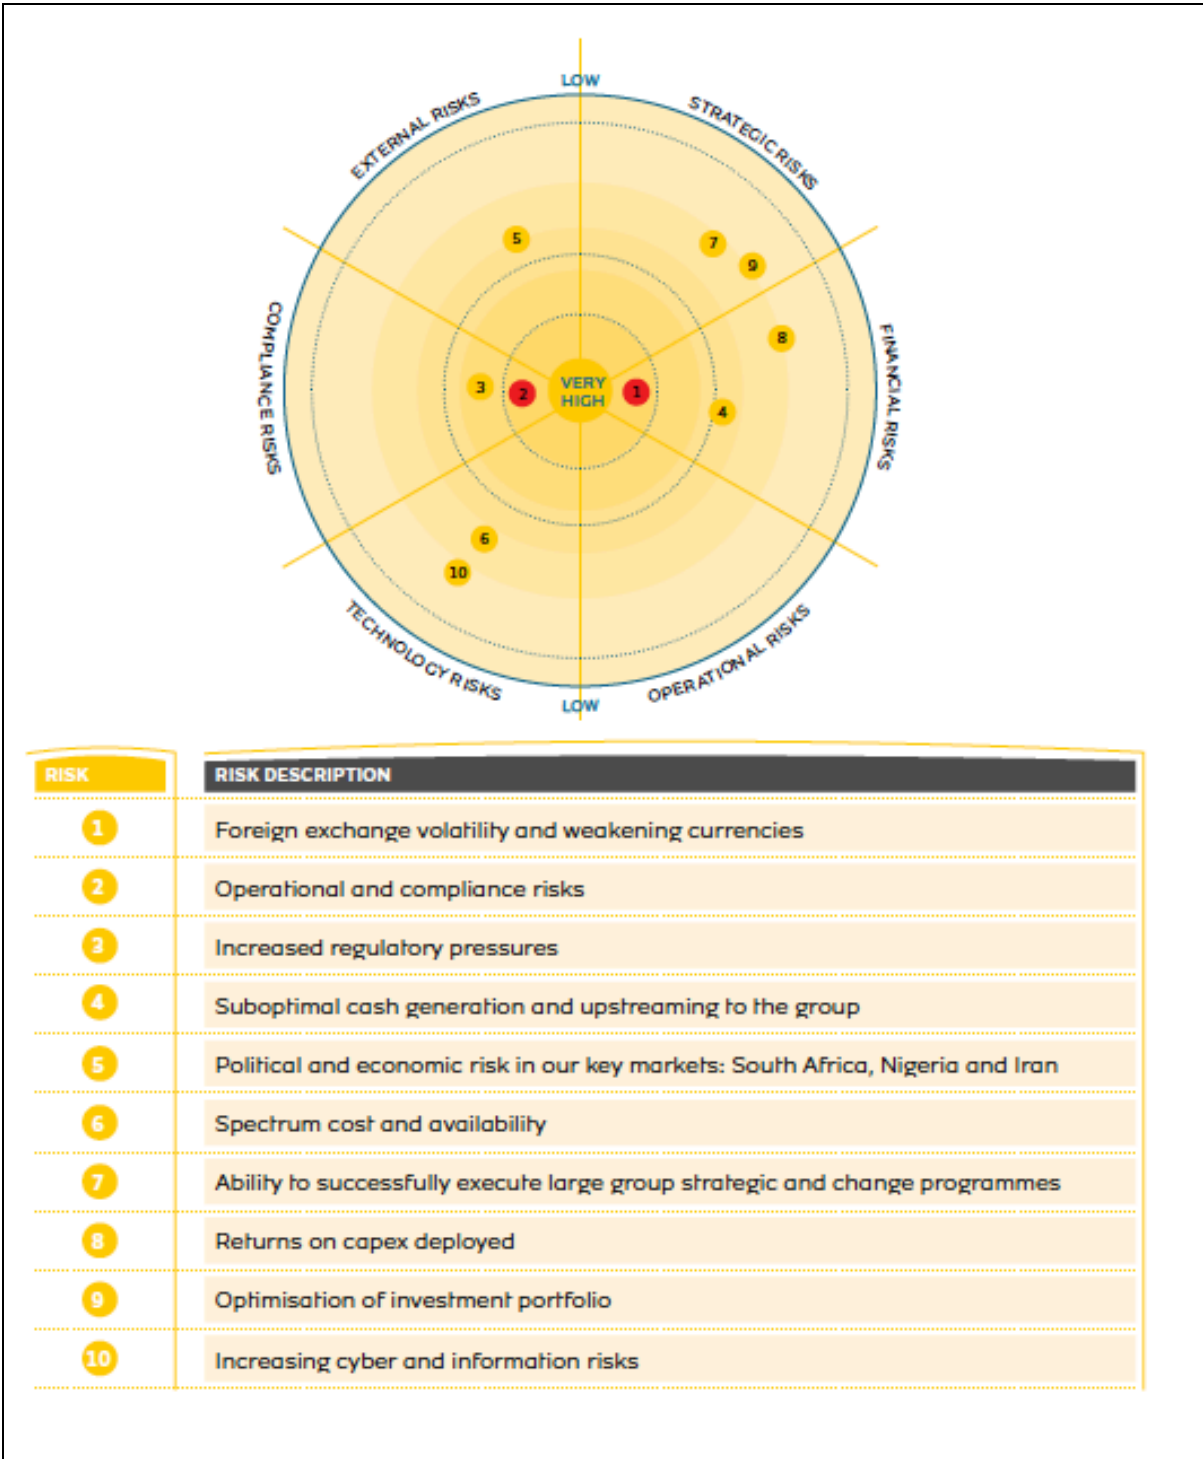 LOW
EXTERNAL RISKS
STRATEGIC RISKS
5
7
9
COMPLIANCE RISKS
FINANCIAL RISKS
8
3
2
VERY
HIGH
1
4
6
10
TECHNOLOGY RISKS
OPERATIONAL RISKS
LOW
RISK RISK DESCRIPTION
1 Foreign exchange volatility and weakening currencies
2 Operational and compliance risks
3 Increased regulatory pressures
4 Suboptimal cash generation and upstreaming to the group
5 Political and economic risk in our key markets: South Africa, Nigeria and Iran
6 Spectrum cost and availability
7 Ability to successfully execute large group strategic and change programmes
8 Returns on capex deployed
9 Optimisation of investment portfolio
10 Increasing cyber and information risks